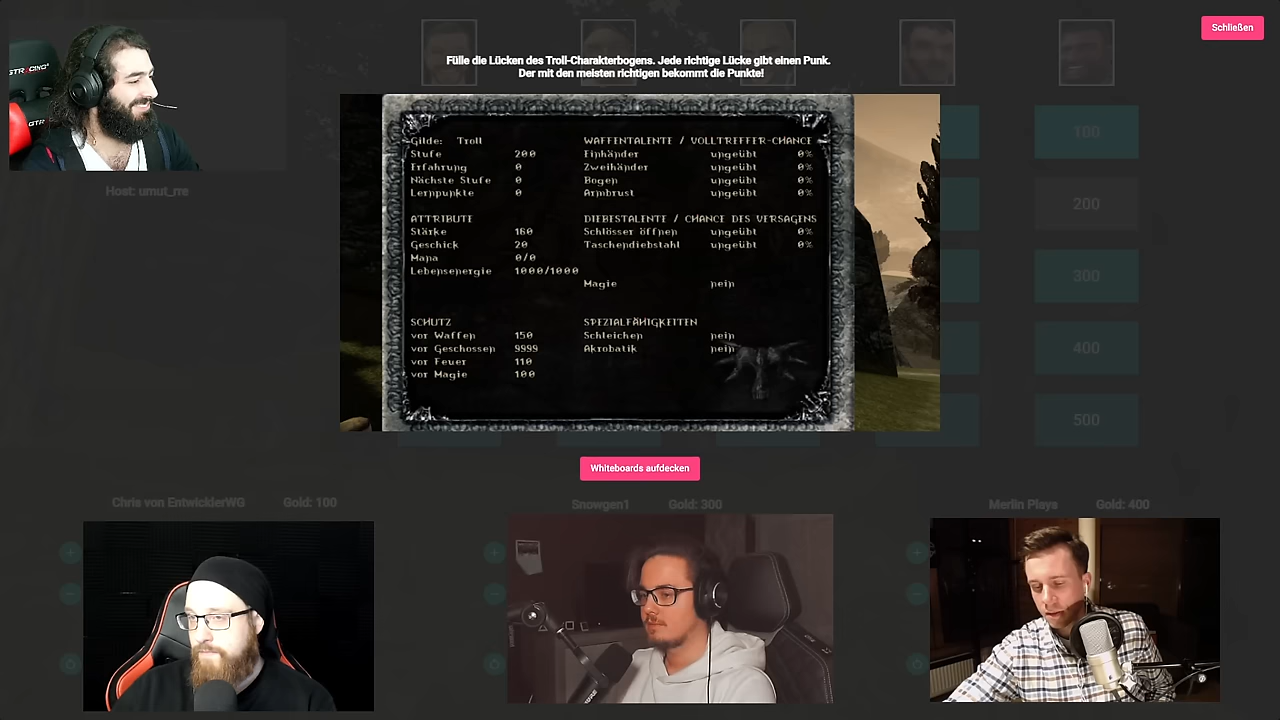 Schließen
Fülle die Lücken des Troll-Charakterbogens. Jede richtige Lücke gibt einen Punk.
Der mit den meisten richtigen bekommt die Punkte!
GTRACING
GTR
Host: umut_rre
Gilde: Troll
Stufe 200
Erfahrung 0
Nächste Stufe 0
Lernpunkte 0
WAFFENTALENTE / VOLLTREFFER-CHANCE
Einhänder ungeübt 0%
Zweihänder ungeübt 0%
Bogen ungeübt 0%
Armbrust ungeübt 0%
ATTRIBUTE
Stärke 160
Geschick 20
Mana 0/0
Lebensenergie 1000/1000
DIEBESTALENTE / CHANCE DES VERSAGENS
Schlösser öffnen ungeübt 0%
Taschendiebstahl ungeübt 0%
Magie nein
SCHUTZ
vor Waffen 150
vor Geschossen 9999
vor Feuer 110
vor Magie 100
SPEZIALFÄHIGKEITEN
Schleichen nein
Akrobatik nein
100
200
300
400
500
Whiteboards aufdecken
Chris von EntwicklerWG Gold: 100
Snowgen1 Gold: 300
Merlin Plays Gold: 400